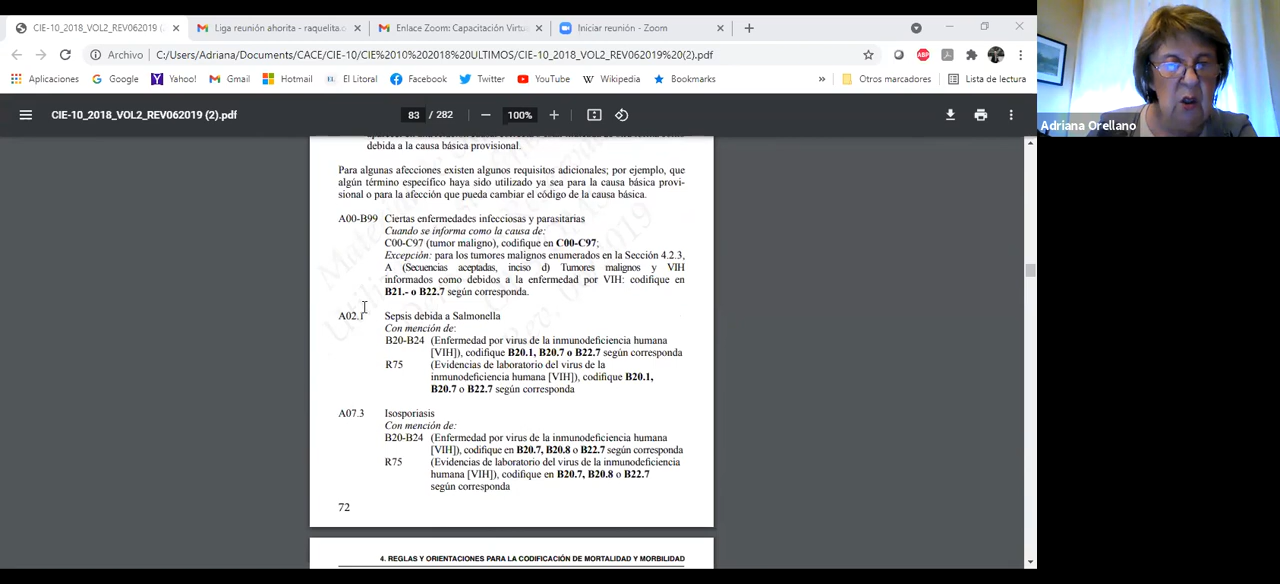 CIE-10_2018_VOL2_REV062019 (2).p
Liga reunión ahorita - raquelita.c
Enlace Zoom: Capacitación Virtua
Iniciar reunión - Zoom
Archivo
C:/Users/Adriana/Documents/CACE/CIE-10/CIE%2010%202018%20ULTIMOS/CIE-10_2018_VOL2_REV062019%20(2).pdf
ABP
Aplicaciones
Google
Yahoo!
Gmail
Hotmail
El Litoral
Facebook
Twitter
YouTube
Wikipedia
Bookmarks
»
Otros marcadores
Lista de lectura
CIE-10_2018_VOL2_REV062019 (2).pdf
83 / 282
100%
Adriana Orellano
debida a la causa básica provisional.
Para algunas afecciones existen algunos requisitos adicionales; por ejemplo, que
algún término específico haya sido utilizado ya sea para la causa básica provi-
sional o para la afección que pueda cambiar el código de la causa básica.
A00-B99 Ciertas enfermedades infecciosas y parasitarias
Cuando se informa como la causa de:
C00-C97 (tumor maligno), codifique en C00-C97;
Excepción: para los tumores malignos enumerados en la Sección 4.2.3,
A (Secuencias aceptadas, inciso d) Tumores malignos y VIH
informados como debidos a la enfermedad por VIH: codifique en
B21.- o B22.7 según corresponda.
A02.1 Sepsis debida a Salmonella
Con mención de:
B20-B24 (Enfermedad por virus de la inmunodeficiencia humana
[VIH]), codifique B20.1, B20.7 o B22.7 según corresponda
R75 (Evidencias de laboratorio del virus de la
inmunodeficiencia humana [VIH]), codifique B20.1,
B20.7 o B22.7 según corresponda
A07.3 Isosporiasis
Con mención de:
B20-B24 (Enfermedad por virus de la inmunodeficiencia humana
[VIH]), codifique en B20.7, B20.8 o B22.7 según corresponda
R75 (Evidencias de laboratorio del virus de la inmunodeficiencia
humana [VIH]), codifique en B20.7, B20.8 o B22.7
según corresponda
72
4. REGLAS Y ORIENTACIONES PARA LA CODIFICACIÓN DE MORTALIDAD Y MORBILIDAD